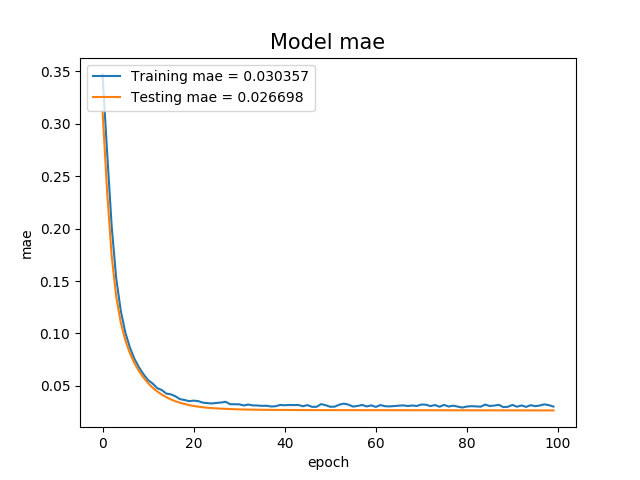 Model mae
Training mae = 0.030357
Testing mae = 0.026698
0.35
0.30
0.25
0.20
0.15
0.10
0.05
mae
0 20 40 60 80 100
epoch